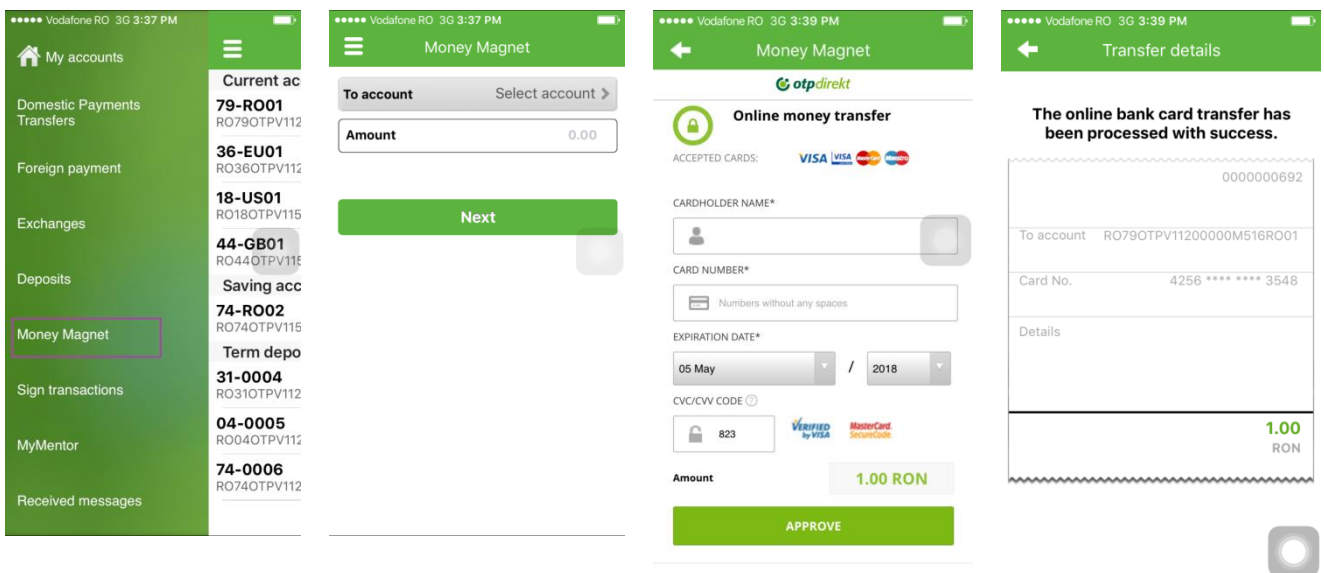 Vodafone RO 3G 3:37 PM
My accounts
Domestic Payments
Transfers
Foreign payment
Exchanges
Deposits
Money Magnet
Sign transactions
MyMentor
Received messages
Current ac
79-RO01
RO79OTPV112
36-EU01
RO36OTPV112
18-US01
RO18OTPV115
44-GB01
RO44OTPV115
Saving acc
74-RO02
RO74OTPV115
Term depo
31-0004
RO31OTPV112
04-0005
RO04OTPV112
74-0006
RO74OTPV112
Vodafone RO 3G 3:37 PM
Money Magnet
To account Select account
Amount 0.00
Next
Vodafone RO 3G 3:39 PM
Money Magnet
otpdirekt
Online money transfer
ACCEPTED CARDS: VISA VISA MasterCard Maestro
CARDHOLDER NAME*
CARD NUMBER*
Numbers without any spaces
EXPIRATION DATE*
05 May / 2018
CVC/CVV CODE ?
823
VERIFIED
by VISA
MasterCard.
SecureCode.
Amount 1.00 RON
APPROVE
Vodafone RO 3G 3:39 PM
Transfer details
The online bank card transfer has
been processed with success.
0000000692
To account RO79OTPV11200000M516RO01
Card No. 4256 **** **** 3548
Details
1.00
RON